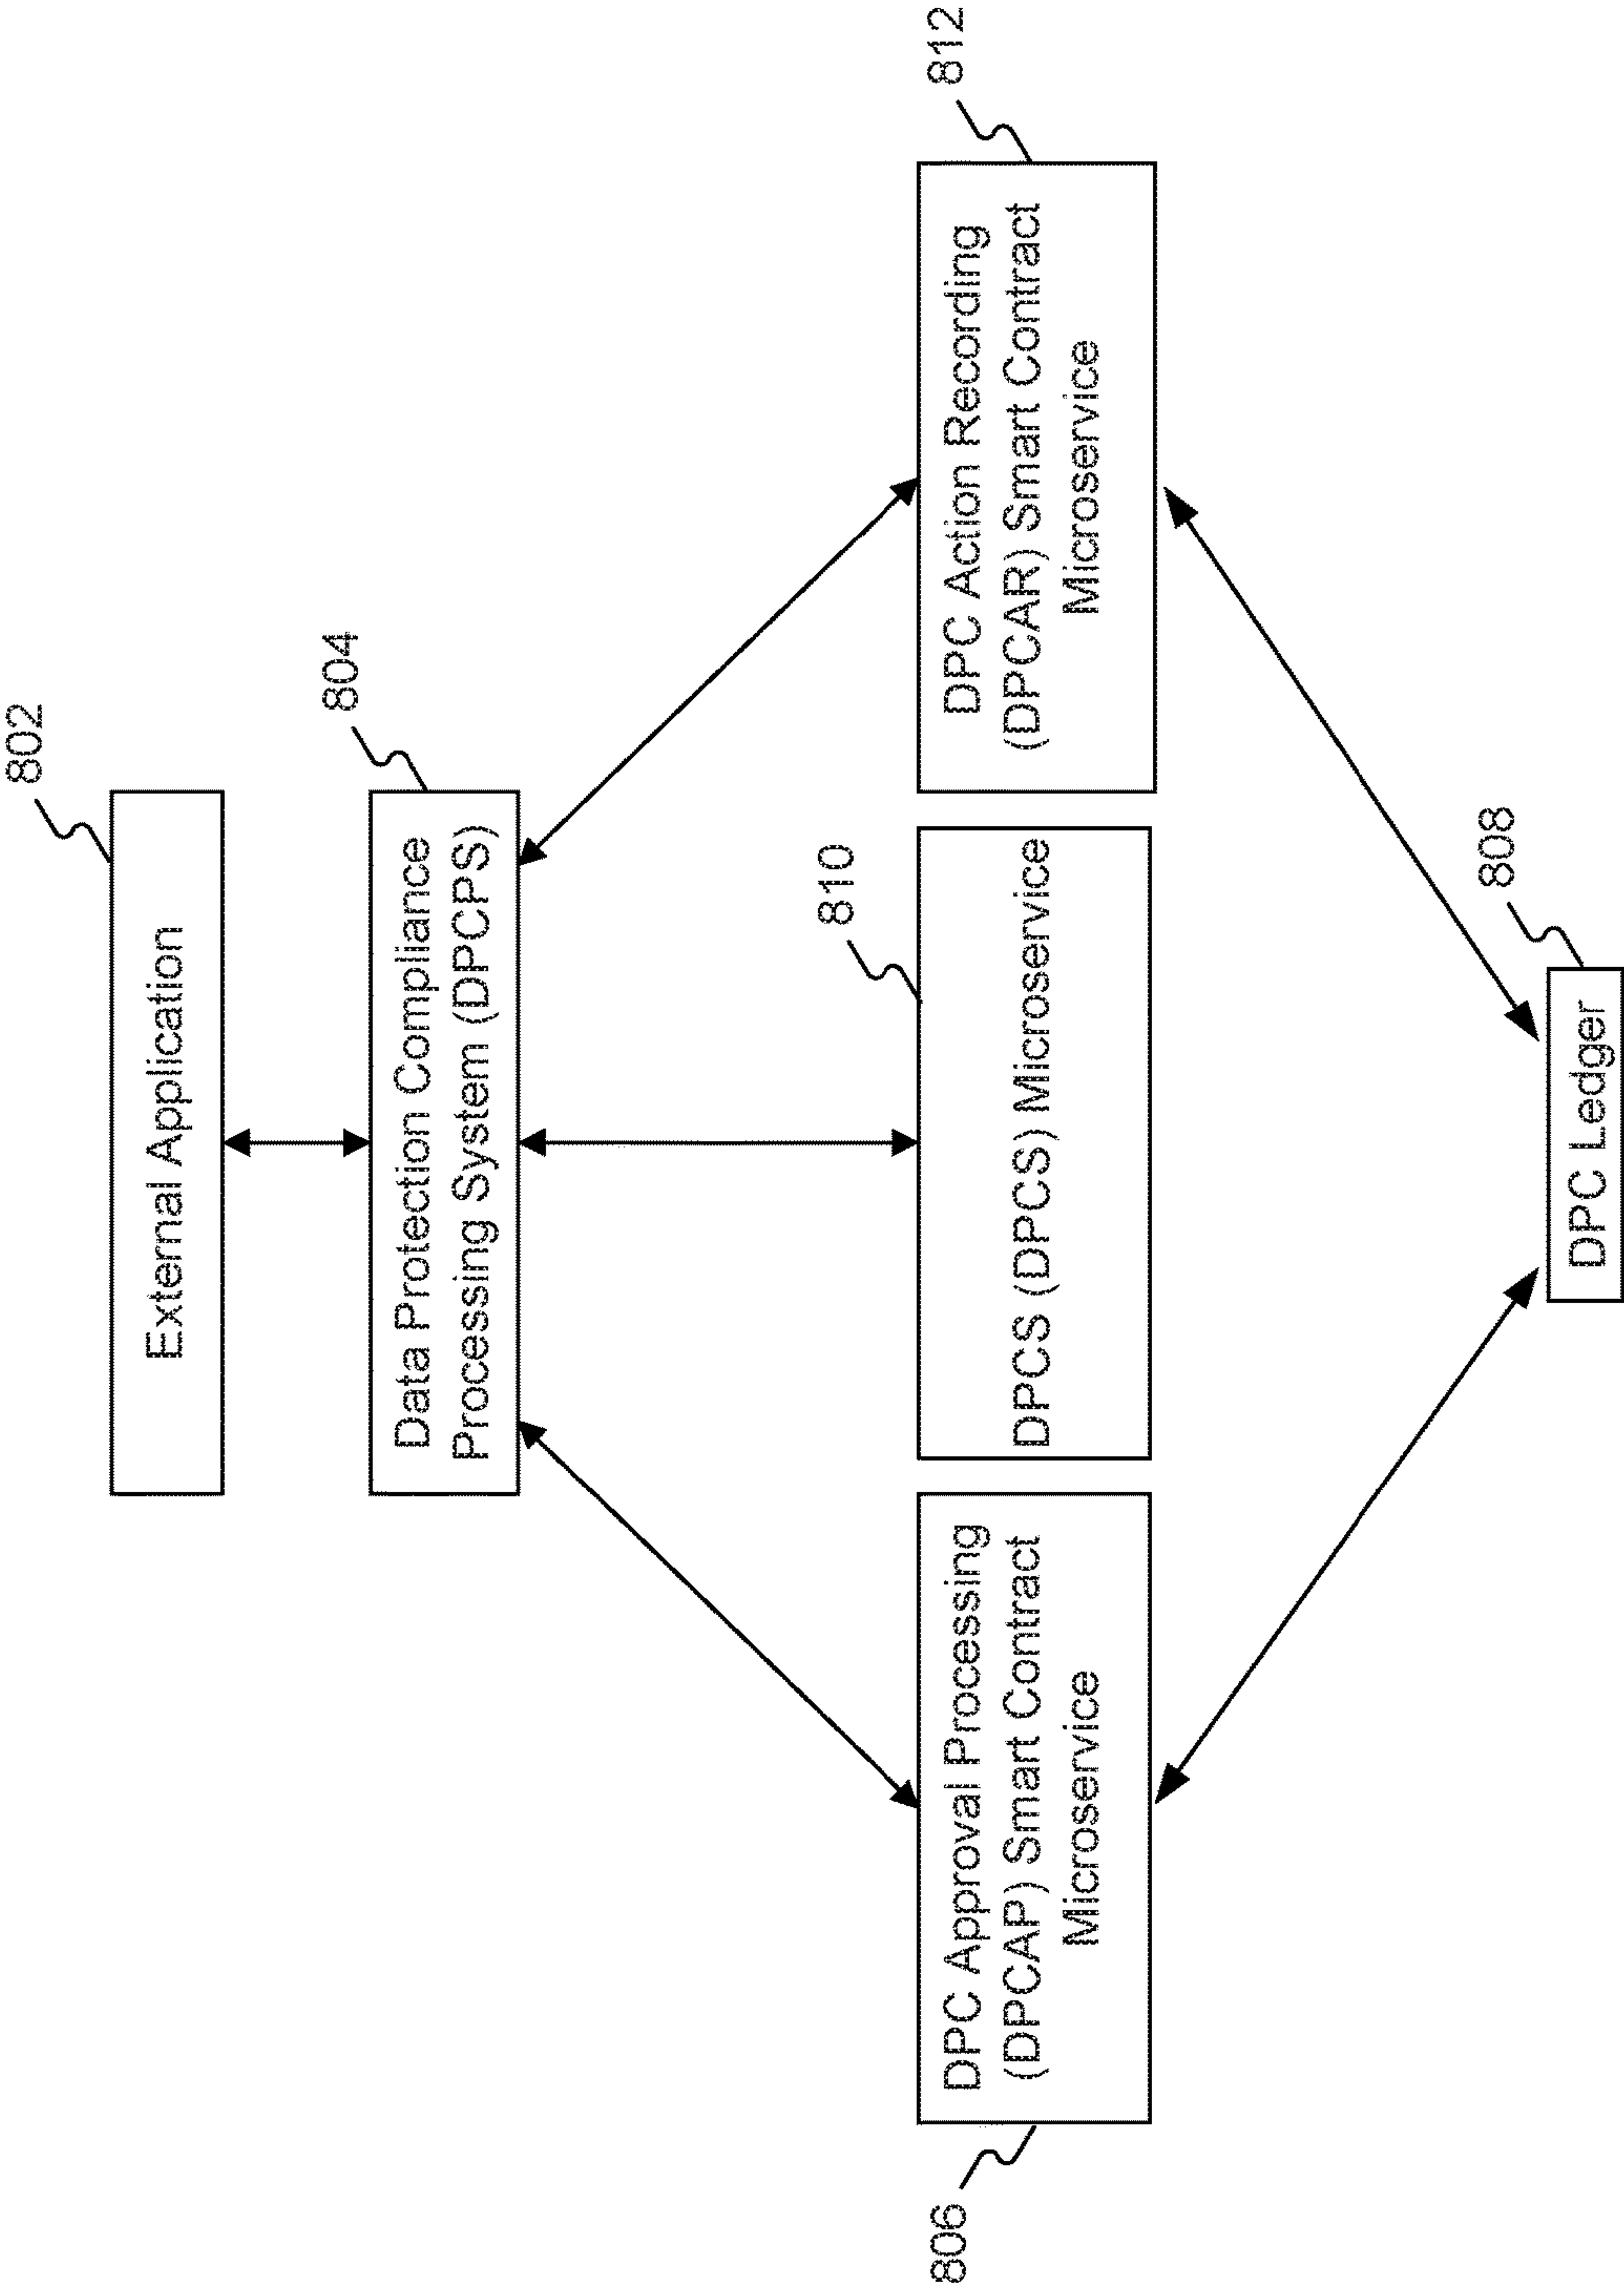 802
External Application
804
Data Protection Compliance
Processing System (DPCPS)
806
DPC Approval Processing
(DPCAP) Smart Contract
Microservice
810
DPCS (DPCS) Microservice
812
DPC Action Recording
(DPCAR) Smart Contract
Microservice
808
DPC Ledger